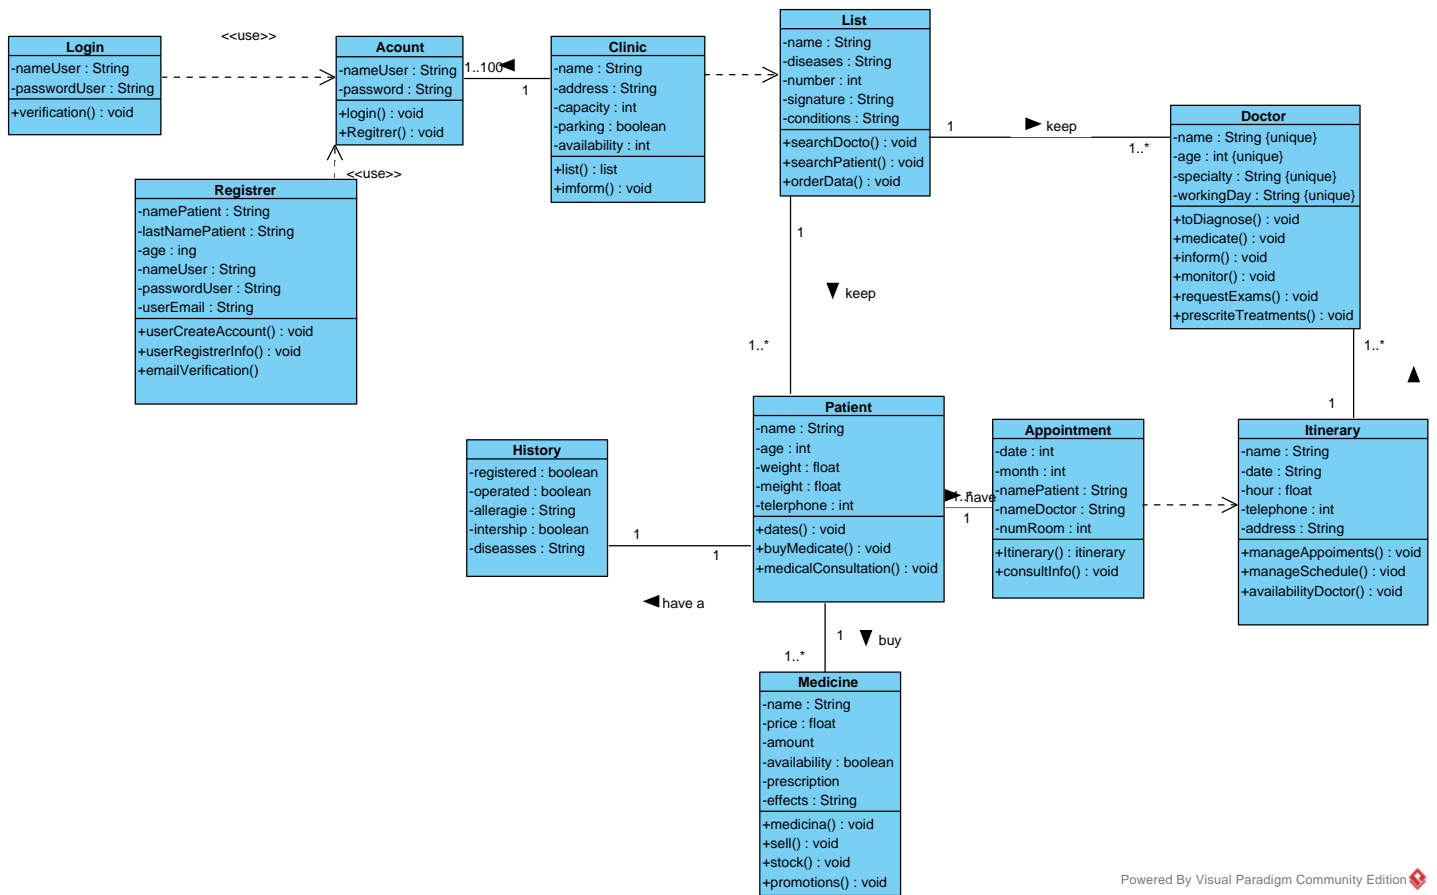 Login
-nameUser : String
-passwordUser : String
+verification() : void
<<use>>
Acount
-nameUser : String
-password : String
+login() : void
+Regitrer() : void
1..100
1
Clinic
-name : String
-address : String
-capacity : int
-parking : boolean
-availability : int
+list() : list
+imform() : void
List
-name : String
-diseases : String
-number : int
-signature : String
-conditions : String
+searchDocto() : void
+searchPatient() : void
+orderData() : void
1
keep
1..*
Doctor
-name : String {unique}
-age : int {unique}
-specialty : String {unique}
-workingDay : String {unique}
+toDiagnose() : void
+medicate() : void
+inform() : void
+monitor() : void
+requestExams() : void
+prescriteTreatments() : void
<<use>>
Registrer
-namePatient : String
-lastNamePatient : String
-age : ing
-nameUser : String
-passwordUser : String
-userEmail : String
+userCreateAccount() : void
+userRegistrerInfo() : void
+emailVerification()
1
keep
1..*
1..*
1
Patient
-name : String
-age : int
-weight : float
-meight : float
-telerphone : int
+dates() : void
+buyMedicate() : void
+medicalConsultation() : void
1..*
have
1
Appointment
-date : int
-month : int
-namePatient : String
-nameDoctor : String
-numRoom : int
+Itinerary() : itinerary
+consultInfo() : void
Itinerary
-name : String
-date : String
-hour : float
-telephone : int
-address : String
+manageAppoiments() : void
+manageSchedule() : viod
+availabilityDoctor() : void
History
-registered : boolean
-operated : boolean
-alleragie : String
-intership : boolean
-diseasses : String
1
1
have a
1
buy
1..*
Medicine
-name : String
-price : float
-amount
-availability : boolean
-prescription
-effects : String
+medicina() : void
+sell() : void
+stock() : void
+promotions() : void
Powered By Visual Paradigm Community Edition